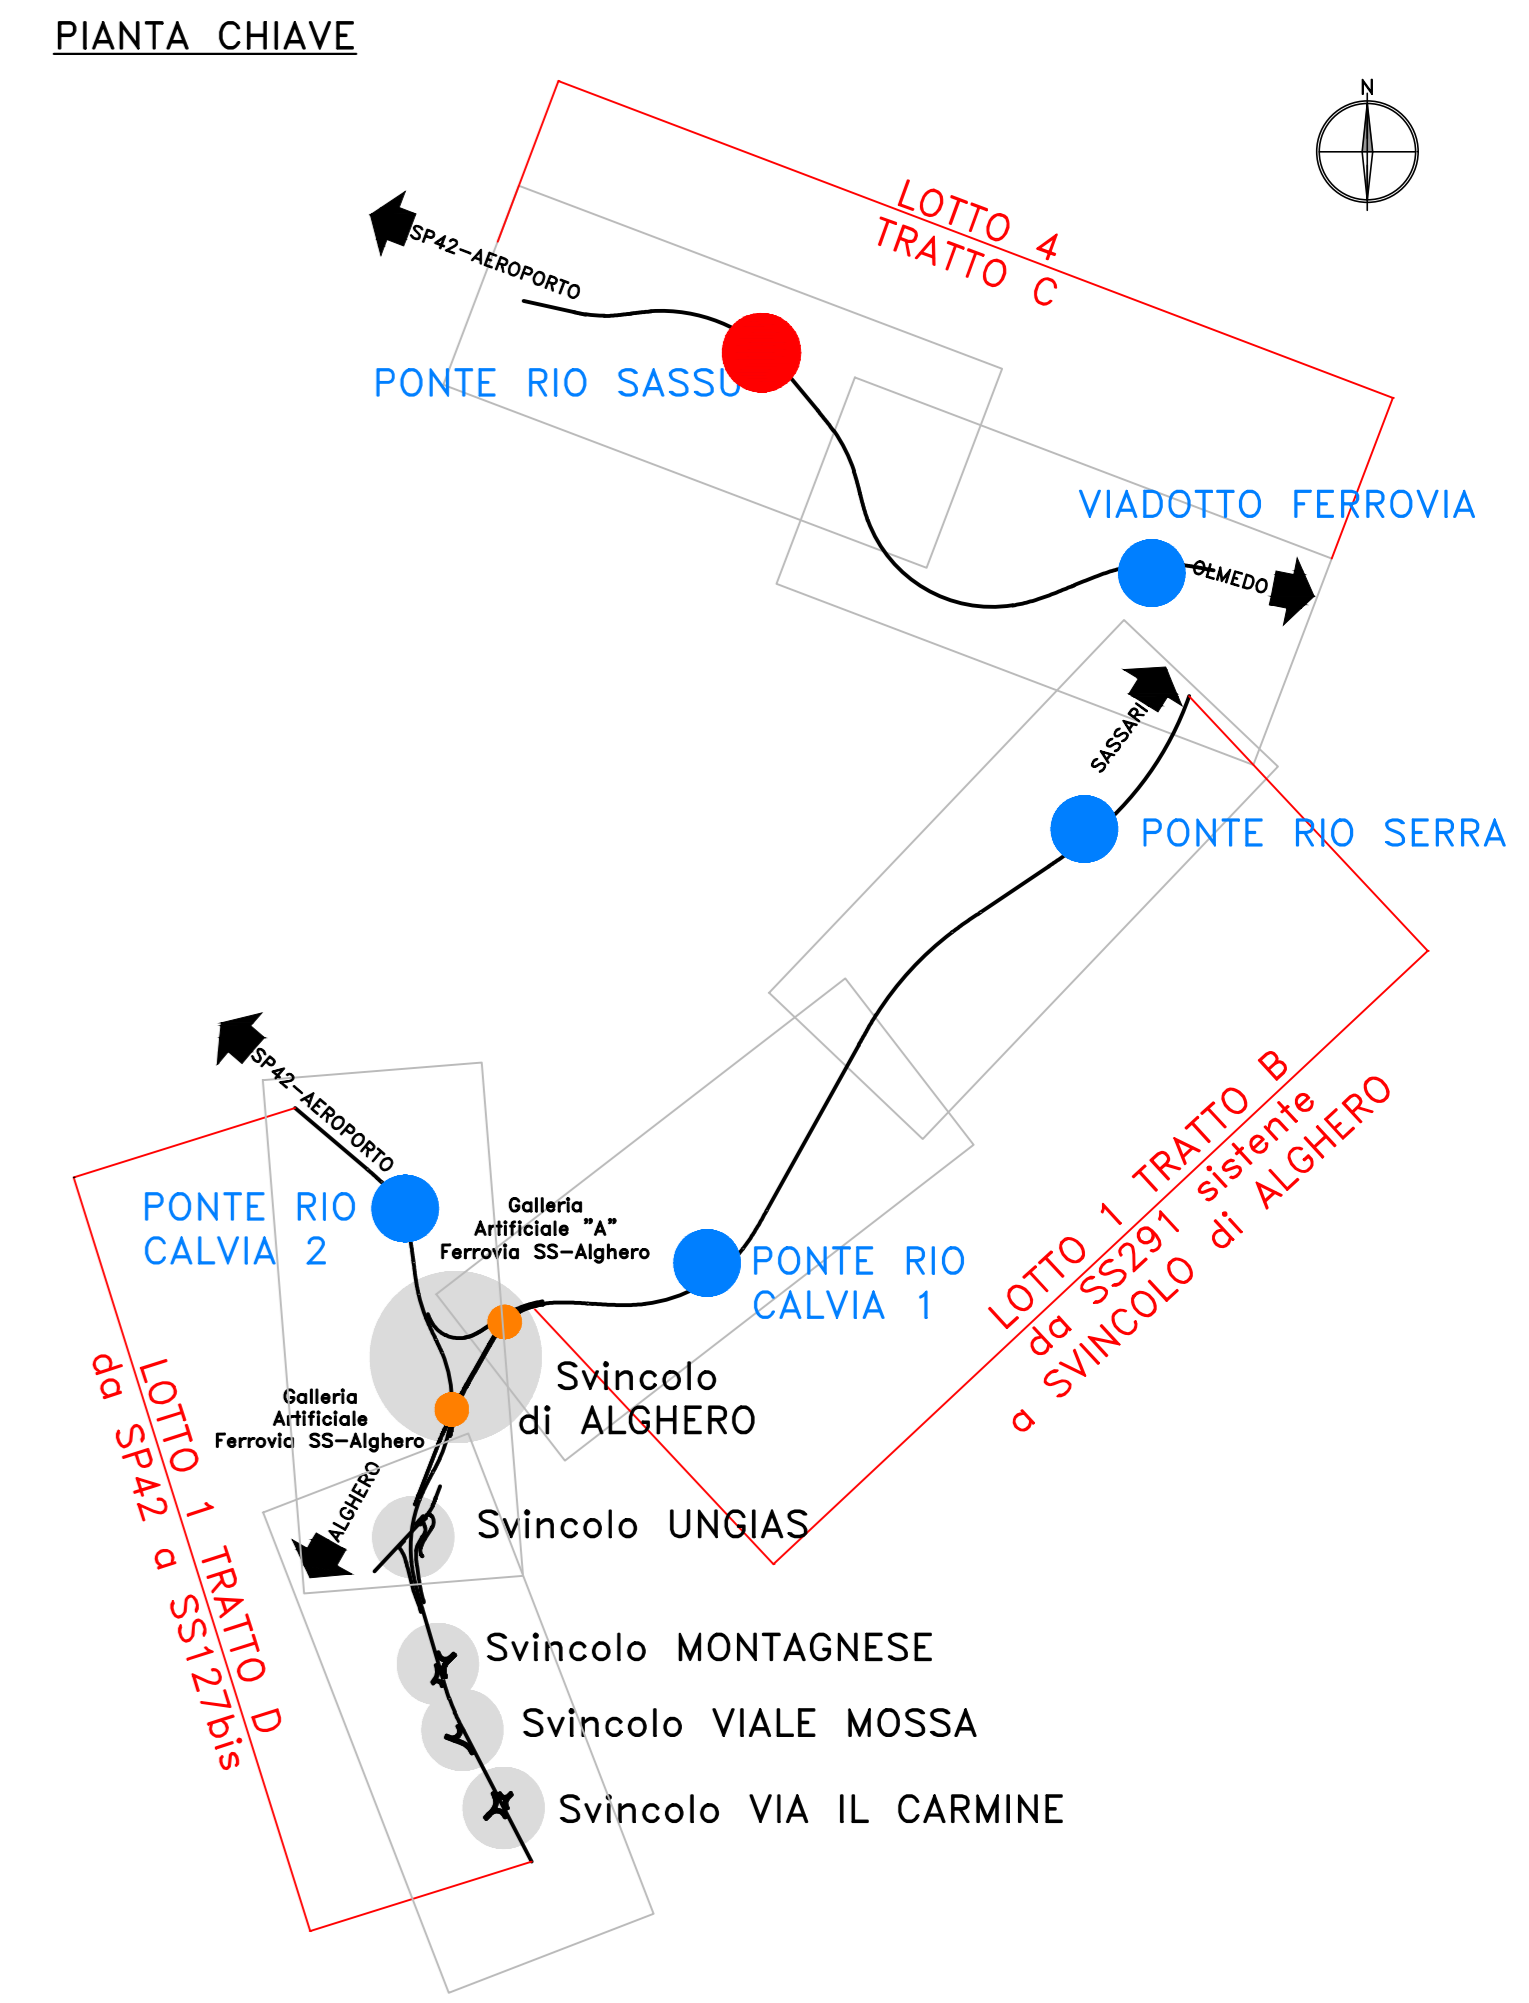 PIANTA CHIAVE
N
LOTTO 4
TRATTO C
SP42-AEROPORTO
PONTE RIO SASSU
VIADOTTO FERROVIA
OLMEDO
SASSARI
PONTE RIO SERRA
LOTTO 1 TRATTO B
da SS291 sistente
a SVINCOLO di ALGHERO
SP42-AEROPORTO
PONTE RIO
CALVIA 2
Galleria
Artificiale "A"
Ferrovia SS-Alghero
PONTE RIO
CALVIA 1
Svincolo
di ALGHERO
Galleria
Artificiale
Ferrovia SS-Alghero
ALGHERO
LOTTO 1 TRATTO D
da SP42 a SS127bis
Svincolo UNGIAS
Svincolo MONTAGNESE
Svincolo VIALE MOSSA
Svincolo VIA IL CARMINE